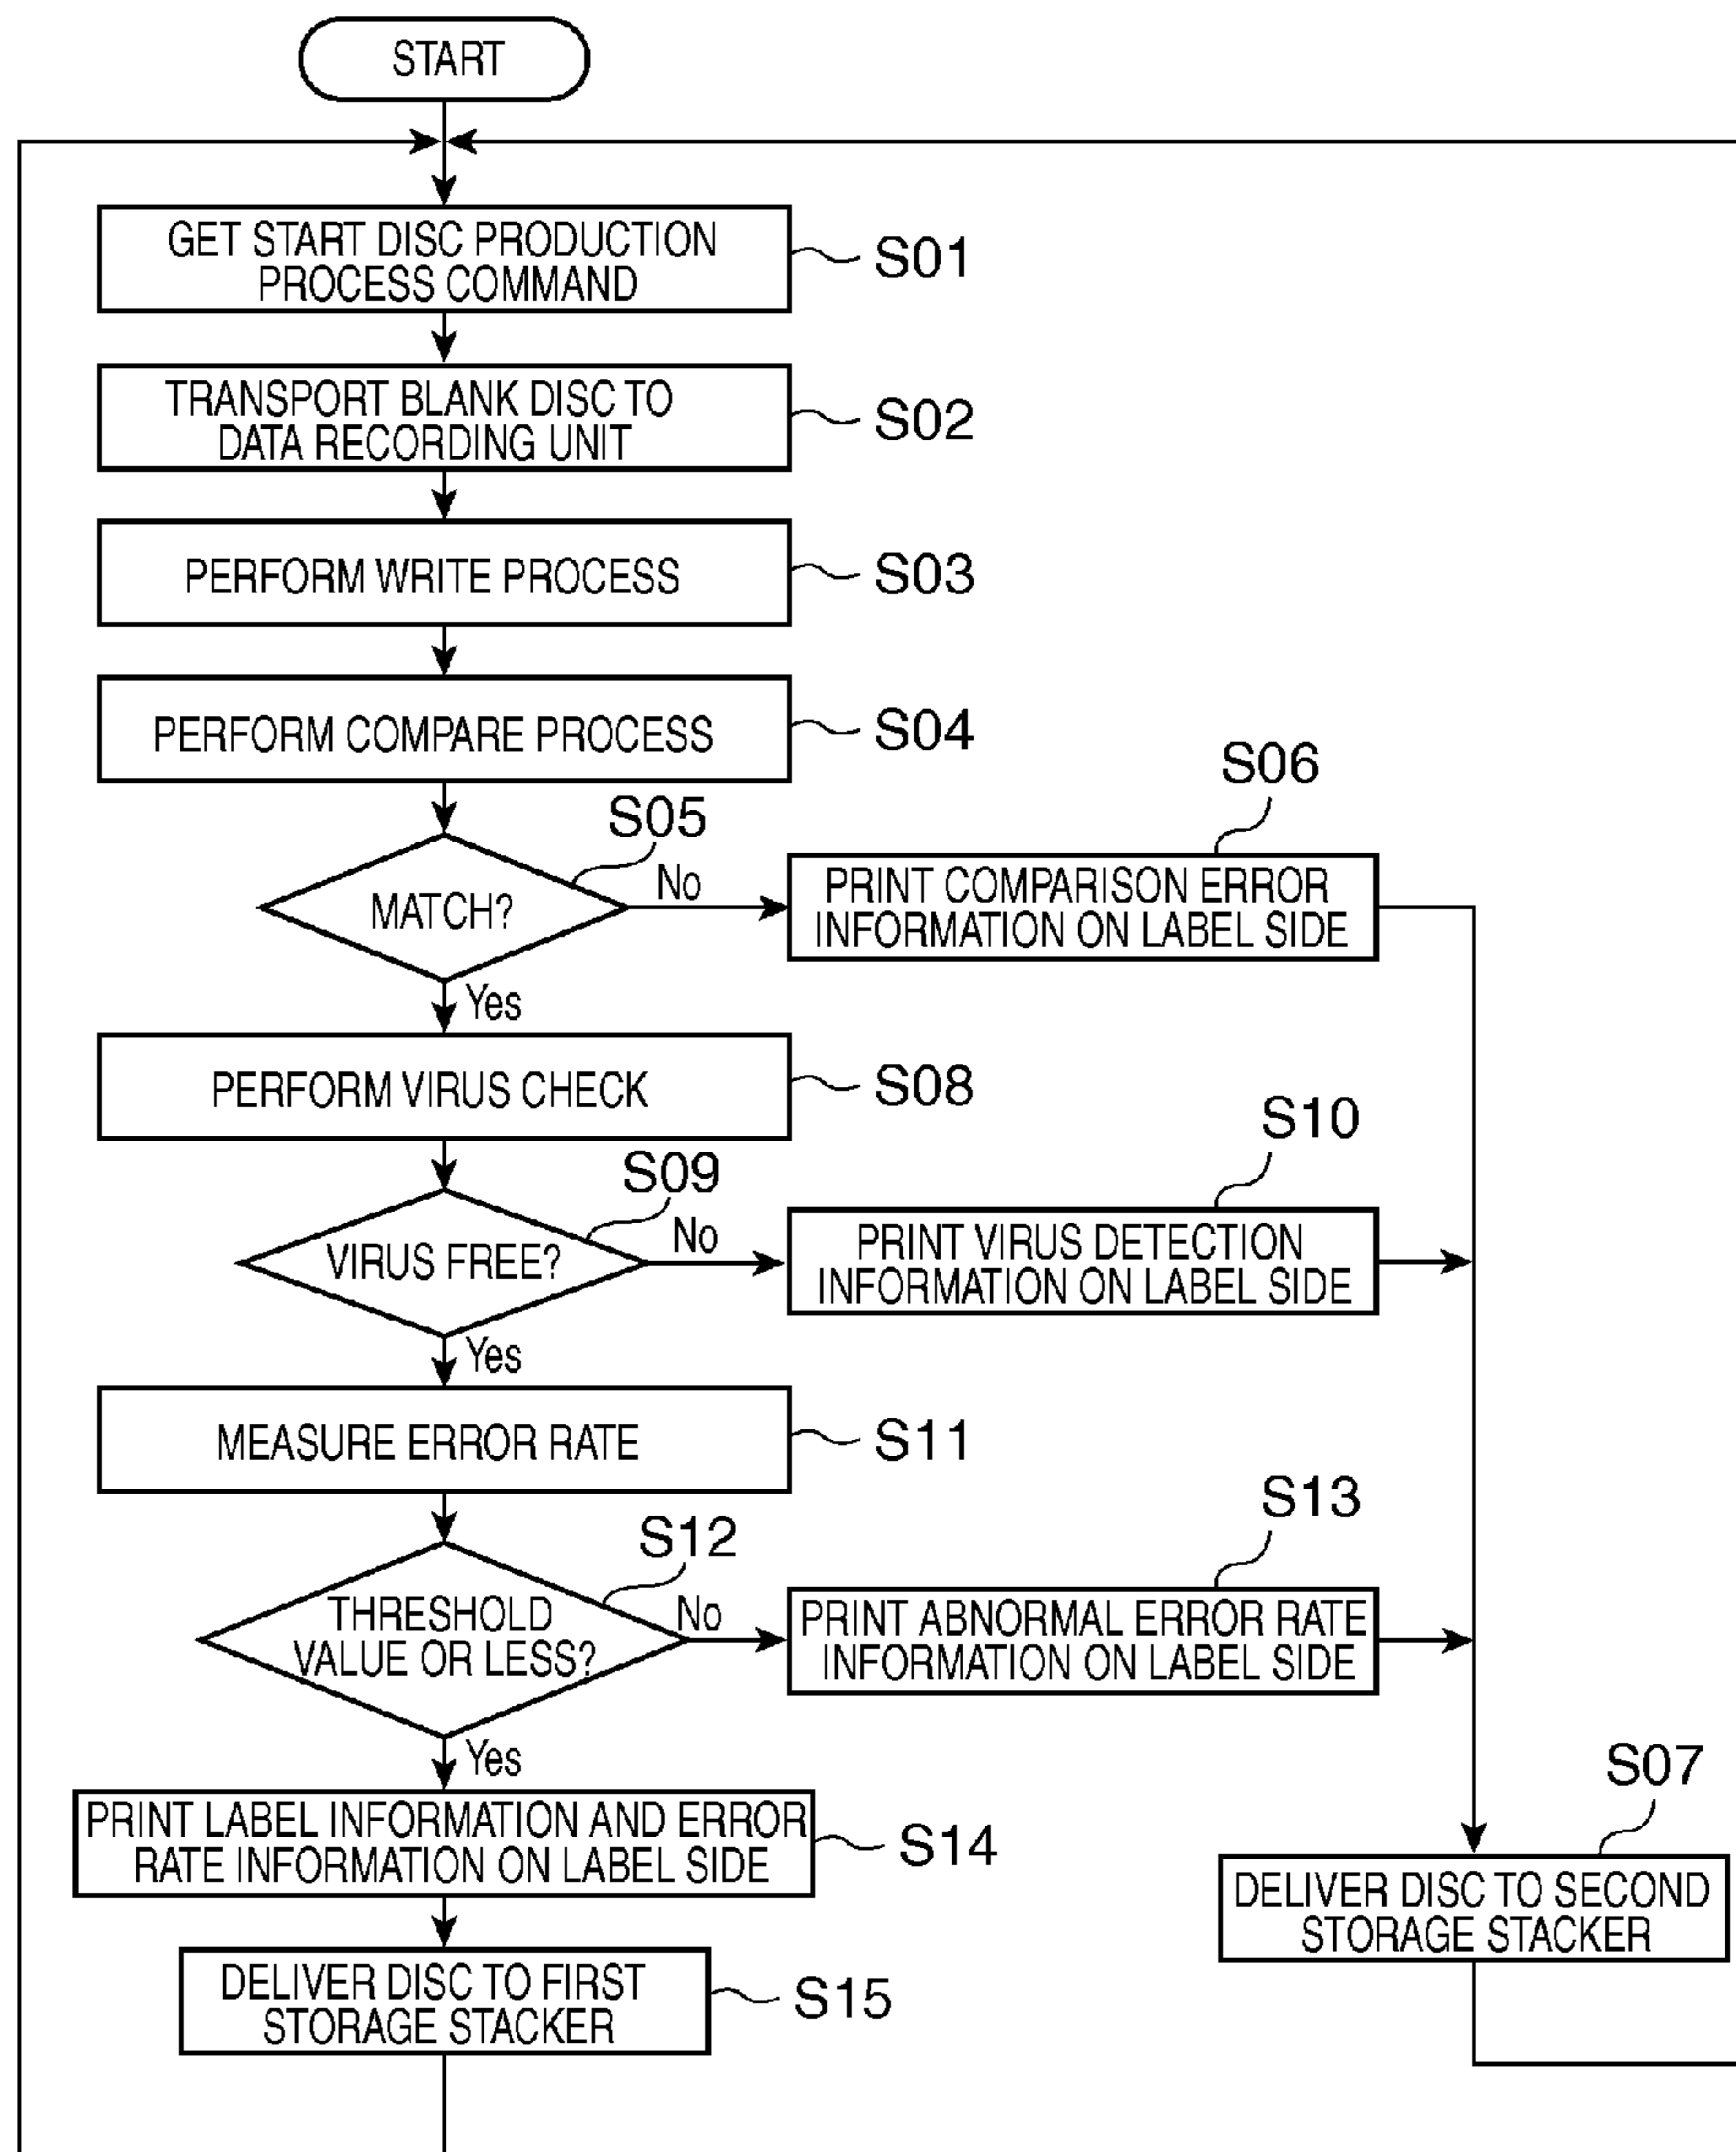 START
GET START DISC PRODUCTION
PROCESS COMMAND
S01
TRANSPORT BLANK DISC TO
DATA RECORDING UNIT
S02
PERFORM WRITE PROCESS
S03
PERFORM COMPARE PROCESS
S04
S05
MATCH?
No
Yes
S06
PRINT COMPARISON ERROR
INFORMATION ON LABEL SIDE
PERFORM VIRUS CHECK
S08
S09
VIRUS FREE?
No
Yes
S10
PRINT VIRUS DETECTION
INFORMATION ON LABEL SIDE
MEASURE ERROR RATE
S11
S12
THRESHOLD
VALUE OR LESS?
No
Yes
S13
PRINT ABNORMAL ERROR RATE
INFORMATION ON LABEL SIDE
PRINT LABEL INFORMATION AND ERROR
RATE INFORMATION ON LABEL SIDE
S14
S07
DELIVER DISC TO SECOND
STORAGE STACKER
DELIVER DISC TO FIRST
STORAGE STACKER
S15